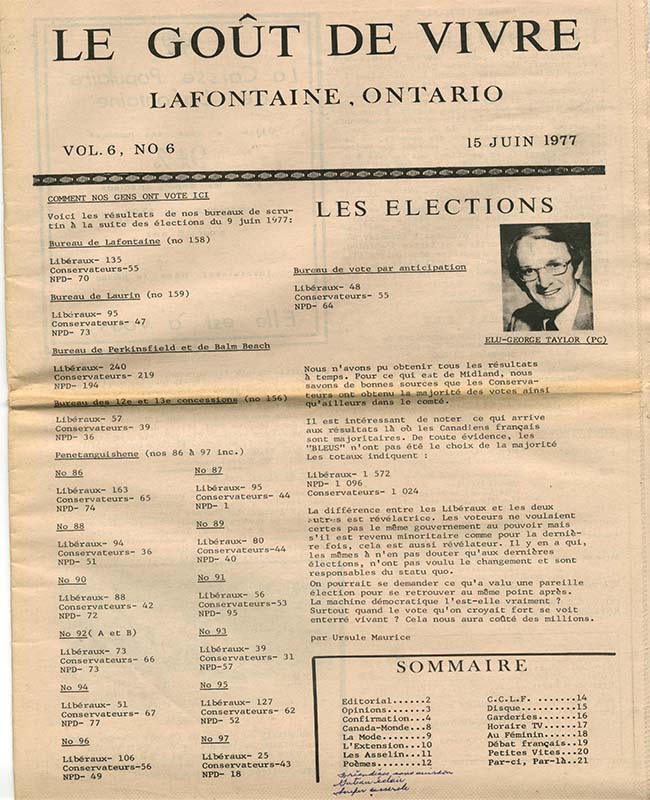 LE GOÛT DE VIVRE
LAFONTAINE, ONTARIO
VOL.6, NO 6
15 JUIN 1977
COMMENT NOS GENS ONT VOTE ICI
Voici les résultats de nos bureaux de scru-
tin à la suite des élections du 9 juin 1977:
Bureau de Lafontaine (no 158)
Libéraux- 135
Conservateurs-55
NPD- 70
Bureau de Laurin (no 159)
Libéraux- 95
Conservateurs- 47
NPD- 73
Bureau de Perkinsfield et de Balm Beach
Libéraux- 240
Conservateurs- 219
NPD- 194
Bureau des 12e et 13e concessions (no 156)
Libéraux- 57
Conservateurs- 39
NPD- 36
Penetanguishene (nos 86 à 97 inc.)
No 86
Libéraux- 163
Conservateurs- 65
NPD- 74
No 87
Libéraux- 95
Conservateurs- 44
NPD- 1
No 88
Libéraux- 94
Conservateurs- 36
NPD- 51
No 89
Libéraux- 80
Conservateurs-44
NPD- 40
No 90
Libéraux- 88
Conservateurs- 42
NPD- 72
No 91
Libéraux- 56
Conservateurs-53
NPD- 95
No 92( A et B)
Libéraux- 73
Conservateurs- 66
NPD- 73
No 93
Libéraux- 39
Conservateurs- 31
NPD-57
No 94
Libéraux- 51
Conservateurs- 67
NPD- 77
No 95
Libéraux- 127
Conservateurs- 62
NPD- 52
No 96
Libéraux- 106
Conservateurs-56
NPD- 49
No 97
Libéraux- 25
Conservateurs-43
NPD- 18
LES ELECTIONS
Bureau de vote par anticipation
Libéraux- 48
Conservateurs- 55
NPD- 64
ELU-GEORGE TAYLOR (PC)
Nous n'avons pu obtenir tous les résultats
à temps. Pour ce qui est de Midland, nous
savons de bonnes sources que les Conserva-
teurs ont obtenu la majorité des votes ainsi
qu'ailleurs dans le comté.
Il est intéressant de noter ce qui arrive
aux résultats là où les Canadiens français
sont majoritaires. De toute évidence, les
"BLEUS" n'ont pas été le choix de la majorité
Les totaux indiquent :
Libéraux- 1 572
NPD- 1 096
Conservateurs- 1 024
La différence entre les Libéraux et les deux
autres est révélatrice. Les voteurs ne voulaient
certes pas le même gouvernement au pouvoir mais
s'il est revenu minoritaire comme pour la derniè-
re fois, cela est aussi révélateur. Il y en a qui,
les mêmes à n'en pas douter qu'aux dernières
élections, n'ont pas voulu le changement et sont
responsables du statu quo.
On pourrait se demander ce qu'a valu une pareille
élection pour se retrouver au même point après.
La machine démocratique l'est-elle vraiment ?
Surtout quand le vote qu'on croyait fort se voit
enterré vivant ? Cela nous aura coûté des millions.
par Ursule Maurice
SOMMAIRE
Editorial......2
Opinions.......3
Confirmation...4
Canada-Monde...8
La Mode........9
L'Extension...10
Les Asselin...11
Poèmes........12
C.C.L.F. ......14
Disque.........15
Garderies......16
Horaire TV.....17
Au Féminin.....18
Débat français.19
Petites Vites..20
Par-ci, Par-là..21